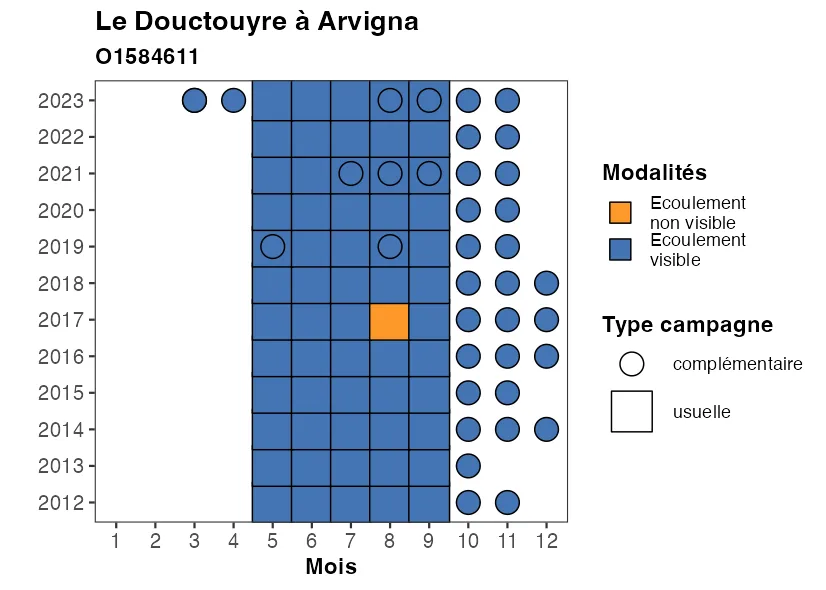 Le Douctouyre à Arvigna
O1584611
2023
2022
2021
2020
2019
2018
2017
2016
2015
2014
2013
2012
1 2 3 4 5 6 7 8 9 10 11 12
Mois
Modalités
Ecoulement
non visible
Ecoulement
visible
Type campagne
complémentaire
usuelle